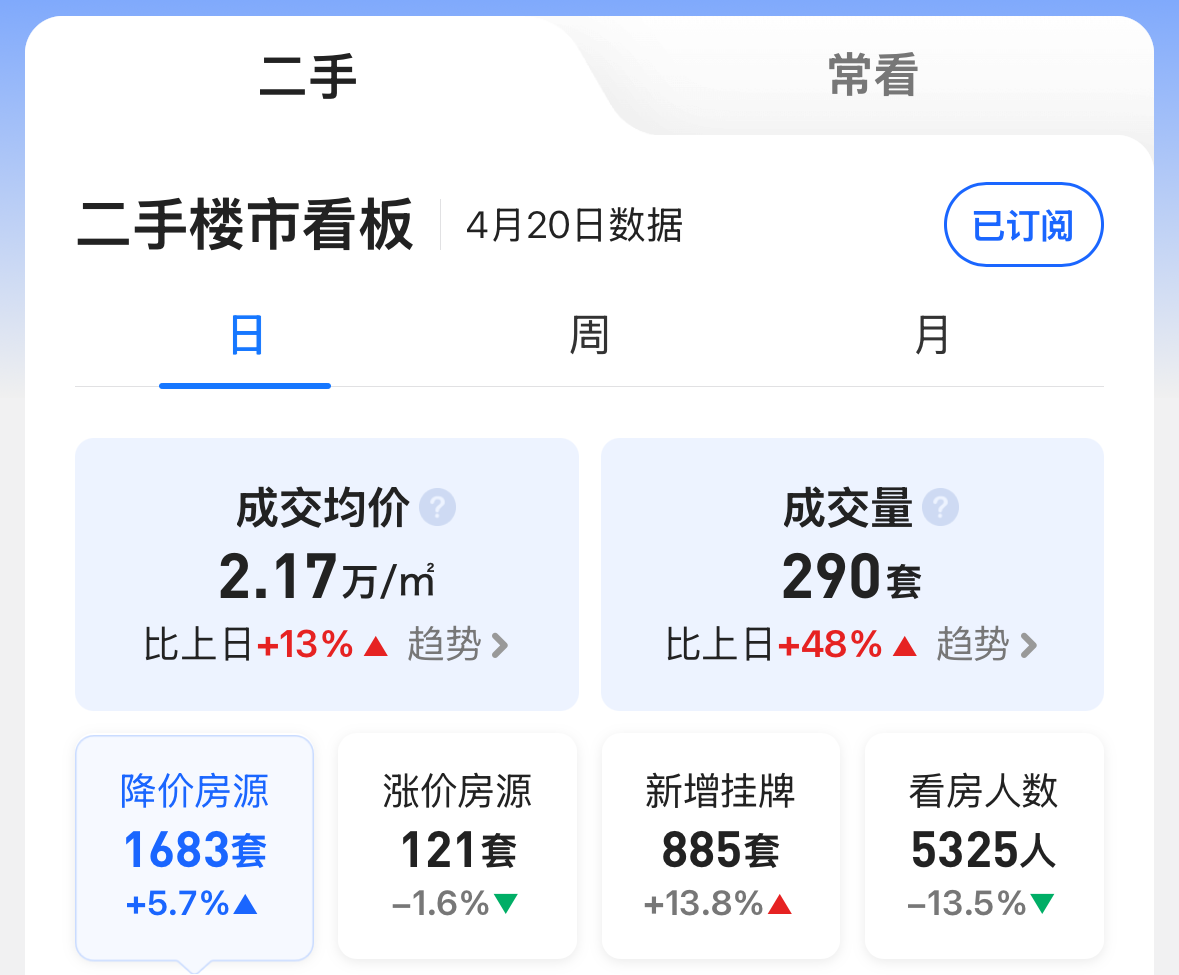 二手
常看
二手楼市看板
4月20日数据
已订阅
日
周
月
成交均价 ?
2.17万/㎡
比上日+13%▲ 趋势 >
成交量 ?
290套
比上日+48%▲ 趋势 >
降价房源
1683套
+5.7%▲
涨价房源
121套
−1.6%▼
新增挂牌
885套
+13.8%▲
看房人数
5325人
−13.5%▼